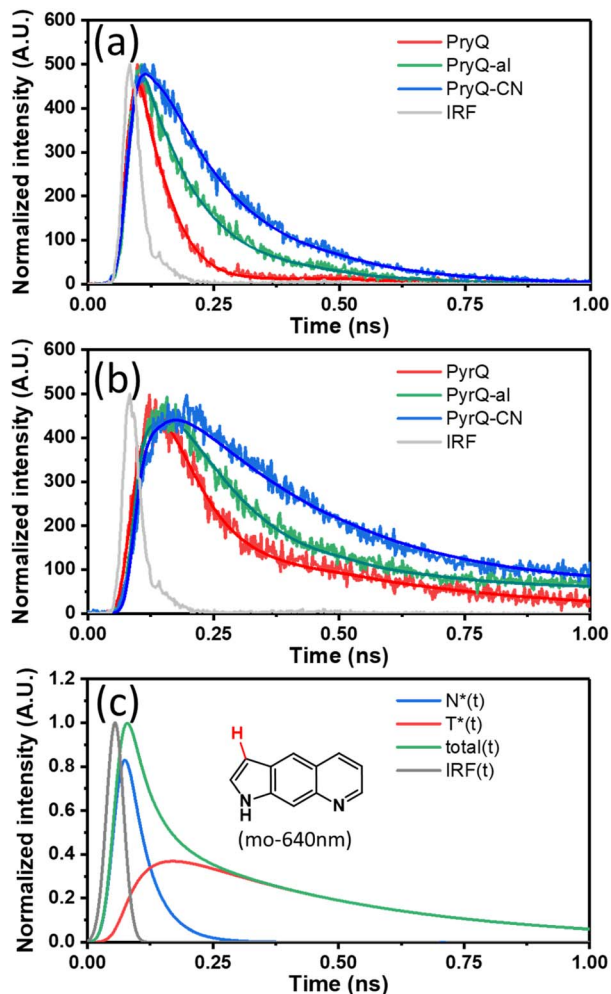 (a)
PryQ
PryQ-al
PryQ-CN
IRF
Normalized intensity (A.U.)
600
500
400
300
200
100
0
0.00 0.25 0.50 0.75 1.00
Time (ns)
(b)
PyrQ
PyrQ-al
PyrQ-CN
IRF
Normalized intensity (A.U.)
600
500
400
300
200
100
0
0.00 0.25 0.50 0.75 1.00
Time (ns)
(c)
N*(t)
T*(t)
total(t)
IRF(t)
H
N
H
N
(mo-640nm)
Normalized intensity (A.U.)
1.2
1.0
0.8
0.6
0.4
0.2
0.0
0.00 0.25 0.50 0.75 1.00
Time (ns)